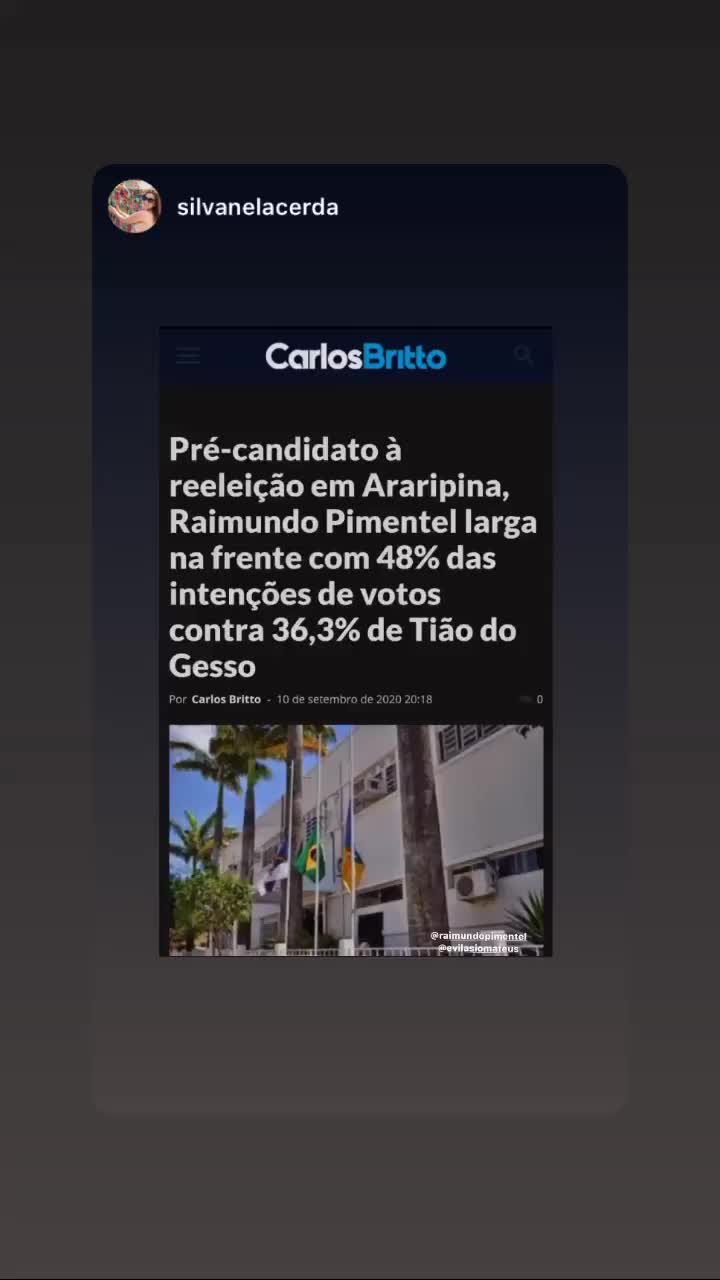 silvanelacerda
CarlosBritto
Pré-candidato à
reeleição em Araripina,
Raimundo Pimentel larga
na frente com 48% das
intenções de votos
contra 36,3% de Tião do
Gesso
Por Carlos Britto - 10 de setembro de 2020 20:18 0
@raimundopimentel
@evilasiomateus